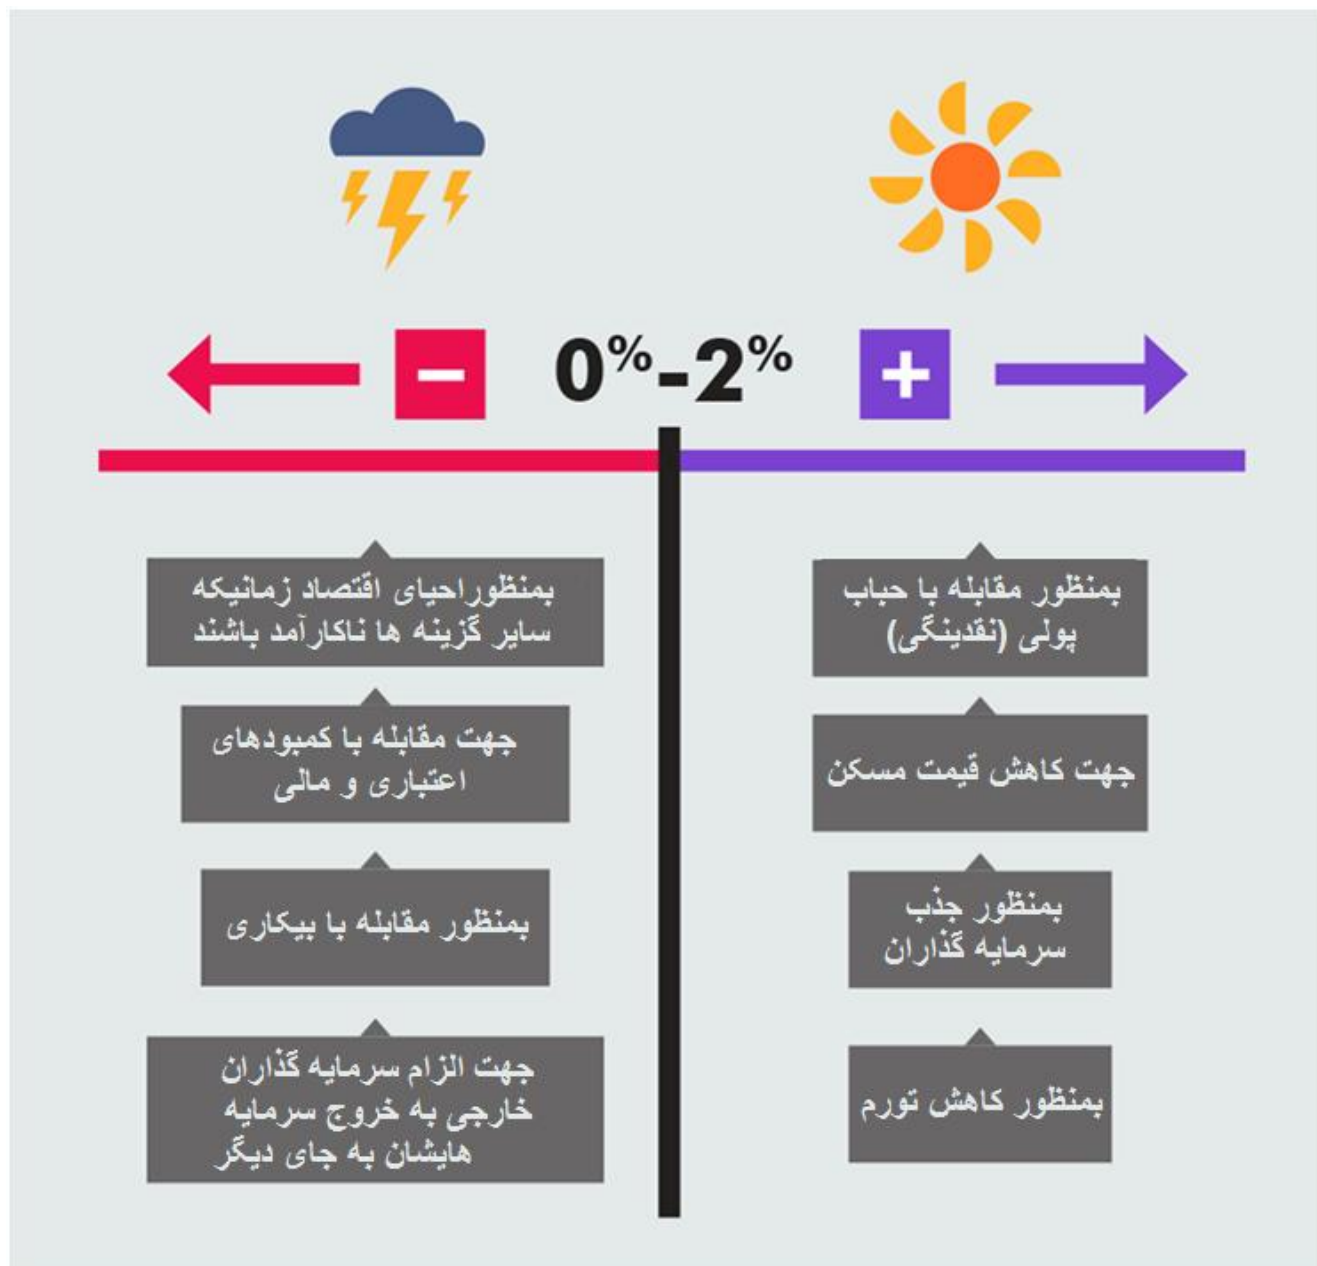 −
0%-2%
+
بمنظوراحیای اقتصاد زمانیکه
سایر گزینه ها ناکارآمد باشند
جهت مقابله با کمبودهای
اعتباری و مالی
بمنظور مقابله با بیکاری
جهت الزام سرمایه گذاران
خارجی به خروج سرمایه
هایشان به جای دیگر
بمنظور مقابله با حباب
پولی (نقدینگی)
جهت کاهش قیمت مسکن
بمنظور جذب
سرمایه گذاران
بمنظور کاهش تورم